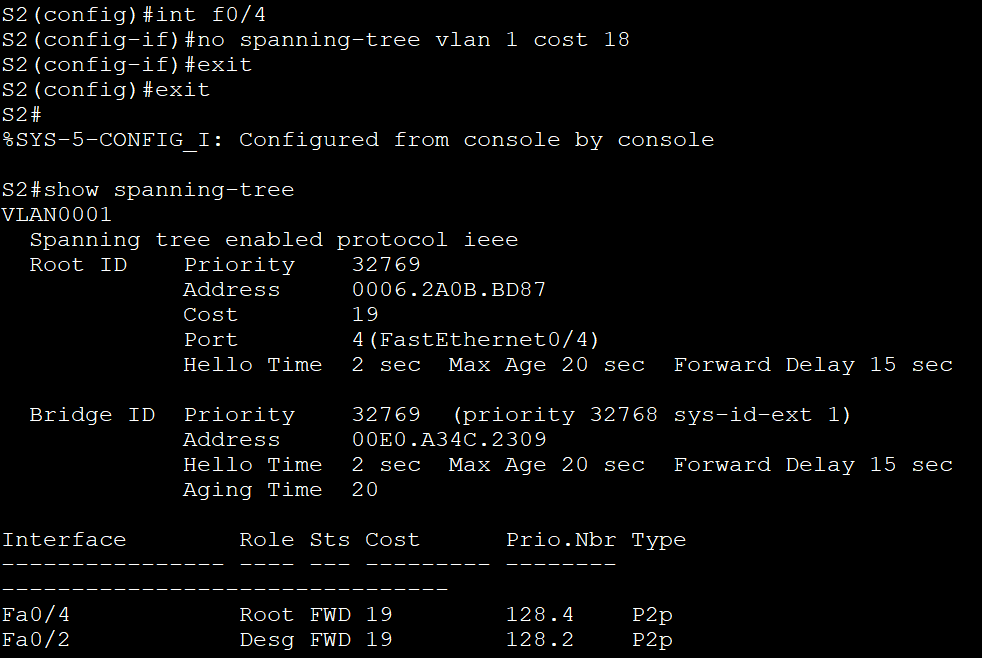 S2(config)#int f0/4
S2(config-if)#no spanning-tree vlan 1 cost 18
S2(config-if)#exit
S2(config)#exit
S2#
%SYS-5-CONFIG_I: Configured from console by console

S2#show spanning-tree
VLAN0001
  Spanning tree enabled protocol ieee
  Root ID    Priority    32769
             Address     0006.2A0B.BD87
             Cost        19
             Port        4(FastEthernet0/4)
             Hello Time  2 sec  Max Age 20 sec  Forward Delay 15 sec

  Bridge ID  Priority    32769  (priority 32768 sys-id-ext 1)
             Address     00E0.A34C.2309
             Hello Time  2 sec  Max Age 20 sec  Forward Delay 15 sec
             Aging Time  20

Interface        Role Sts Cost      Prio.Nbr Type
---------------- ---- --- --------- --------
--------------------------------
Fa0/4            Root FWD 19        128.4    P2p
Fa0/2            Desg FWD 19        128.2    P2p